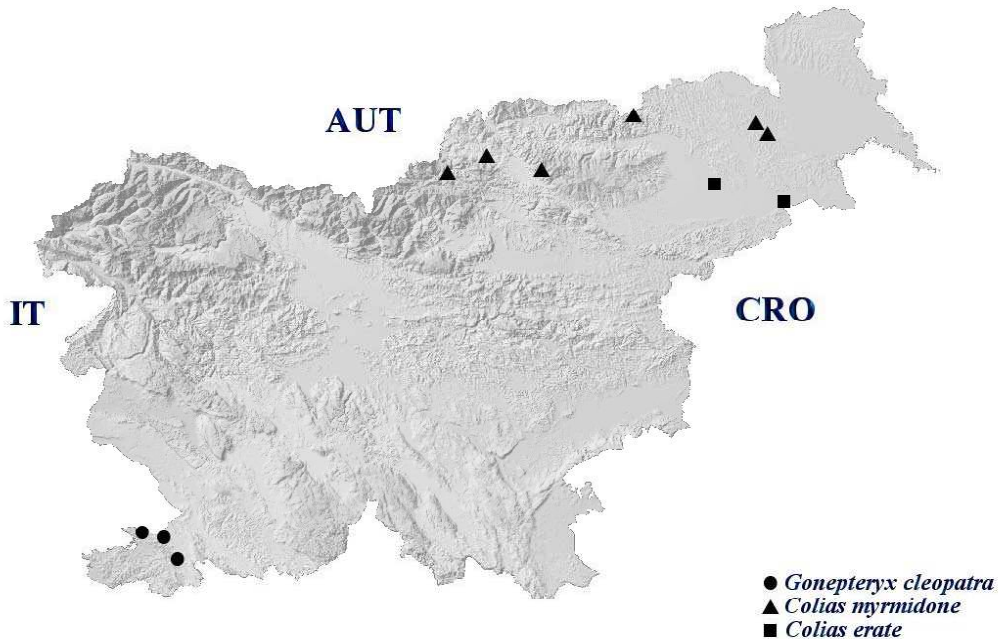 AUT
IT
CRO
Gonepteryx cleopatra
Colias myrmidone
Colias erate